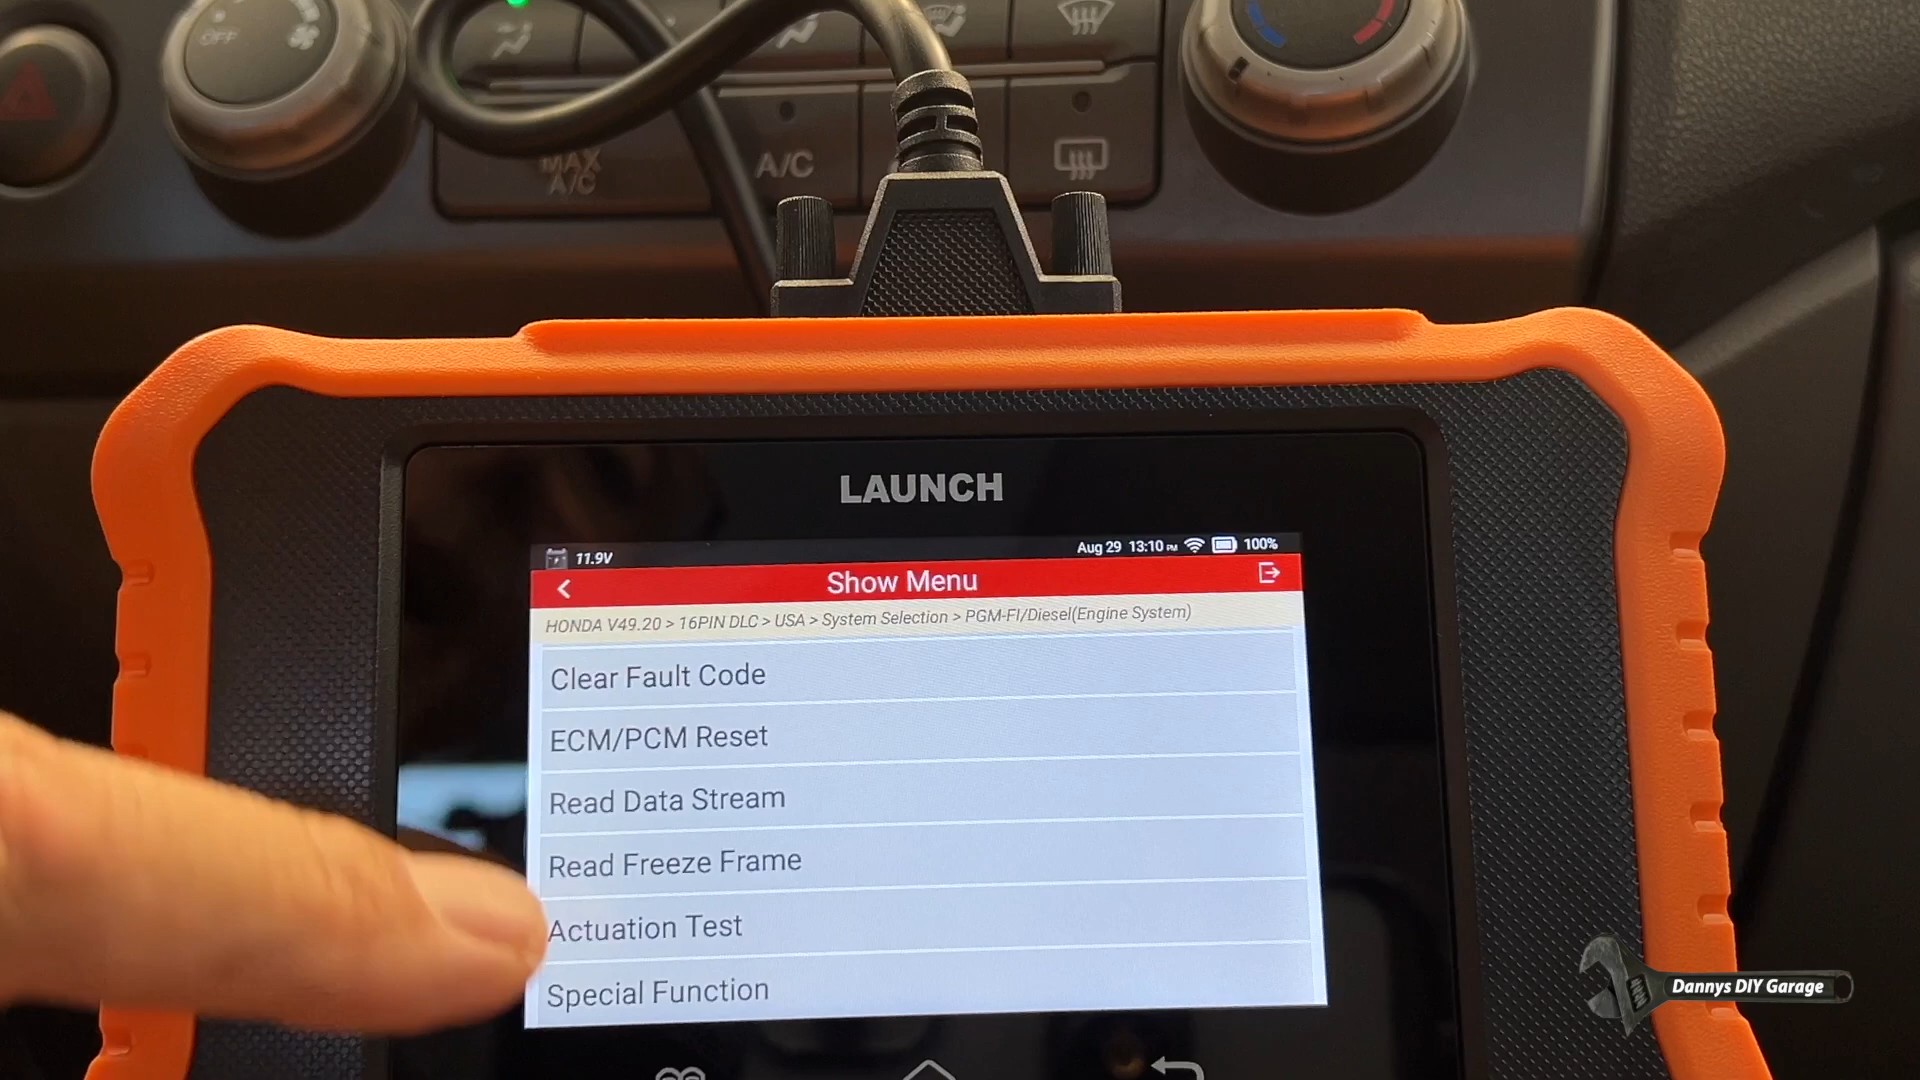 OFF
MAX
A/C
A/C
LAUNCH
11.9V
Aug 29 13:10 PM 100%
Show Menu
HONDA V49.20 > 16PIN DLC > USA > System Selection > PGM-FI/Diesel(Engine System)
Clear Fault Code
ECM/PCM Reset
Read Data Stream
Read Freeze Frame
Actuation Test
Special Function
Dannys DIY Garage